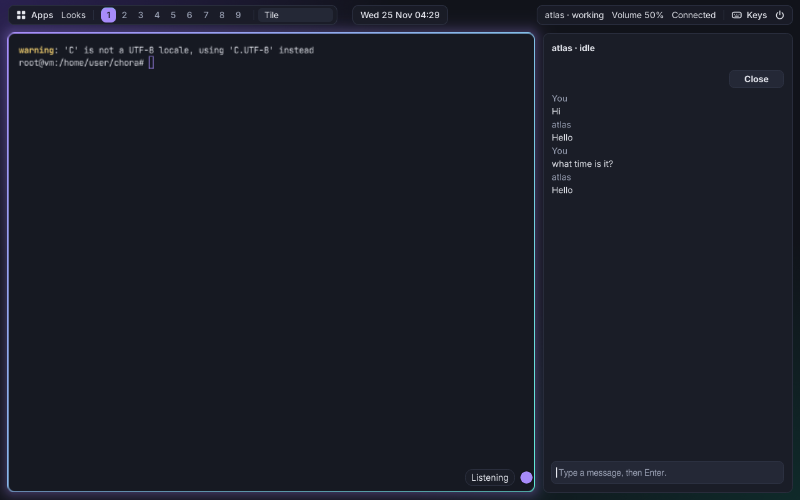 Apps Looks 1 2 3 4 5 6 7 8 9 Tile Wed 25 Nov 04:29 atlas · working Volume 50% Connected Keys
warning: 'C' is not a UTF-8 locale, using 'C.UTF-8' instead
root@vm:/home/user/chora#
Listening
atlas · idle
Close
You
Hi
atlas
Hello
You
what time is it?
atlas
Hello
Type a message, then Enter.